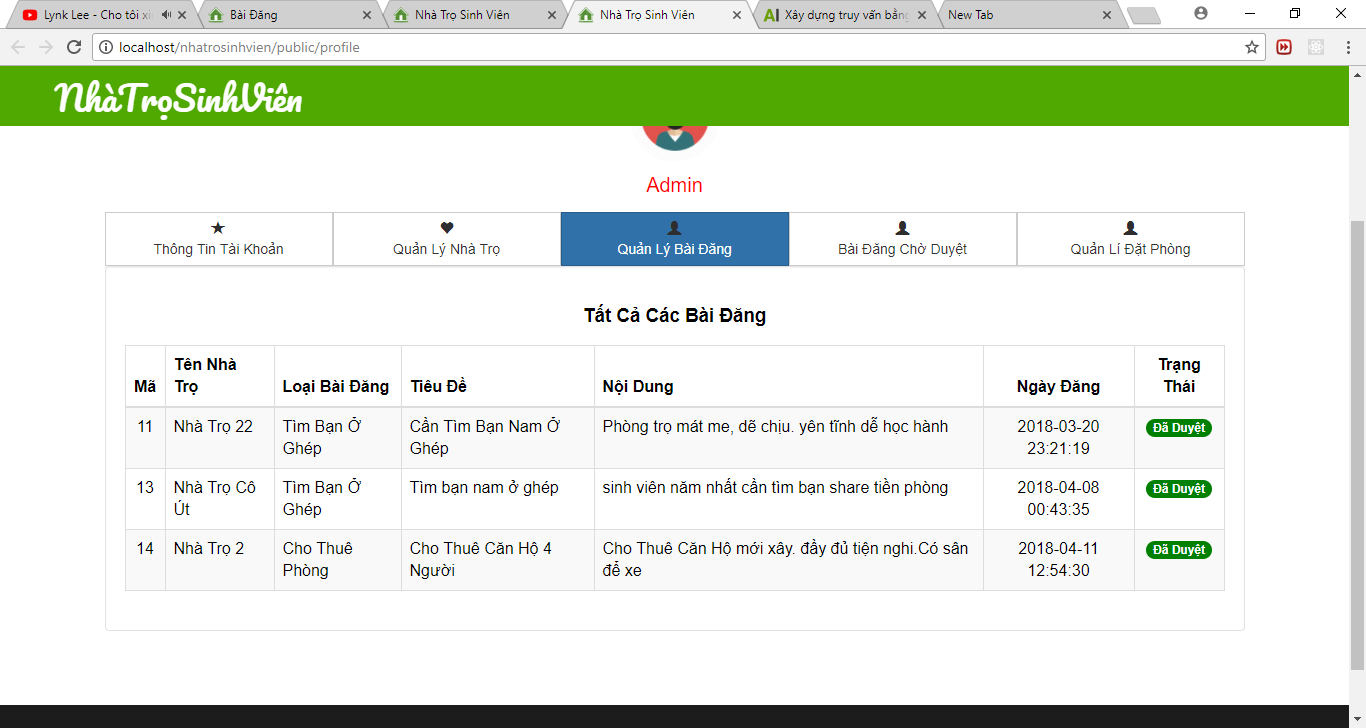 Lynk Lee - Cho tôi xi
Bài Đăng
Nhà Trọ Sinh Viên
Nhà Trọ Sinh Viên
Xây dựng truy vấn bằng
New Tab
localhost/nhatrosinhvien/public/profile
NhàTrọSinhViên
Admin
Thông Tin Tài Khoản
Quản Lý Nhà Trọ
Quản Lý Bài Đăng
Bài Đăng Chờ Duyệt
Quản Lí Đặt Phòng
Tất Cả Các Bài Đăng
Mã
Tên Nhà
Trọ
Loại Bài Đăng
Tiêu Đề
Nội Dung
Ngày Đăng
Trạng
Thái
11
Nhà Trọ 22
Tìm Bạn Ở
Ghép
Cần Tìm Bạn Nam Ở
Ghép
Phòng trọ mát me, dẽ chịu. yên tĩnh dễ học hành
2018-03-20
23:21:19
Đã Duyệt
13
Nhà Trọ Cô
Út
Tìm Bạn Ở
Ghép
Tìm bạn nam ở ghép
sinh viên năm nhất cần tìm bạn share tiền phòng
2018-04-08
00:43:35
Đã Duyệt
14
Nhà Trọ 2
Cho Thuê
Phòng
Cho Thuê Căn Hộ 4
Người
Cho Thuê Căn Hộ mới xây. đầy đủ tiện nghi.Có sân
để xe
2018-04-11
12:54:30
Đã Duyệt